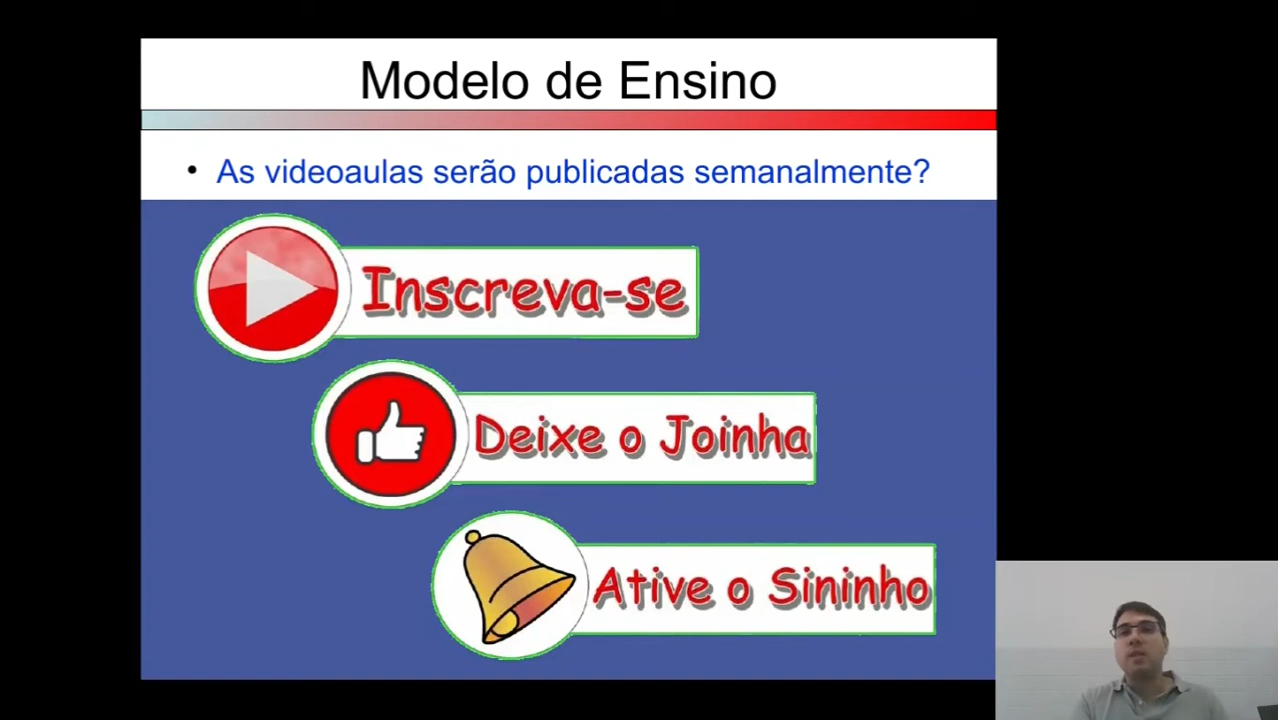 Modelo de Ensino
• As videoaulas serão publicadas semanalmente?
Inscreva-se
Deixe o Joinha
Ative o Sininho